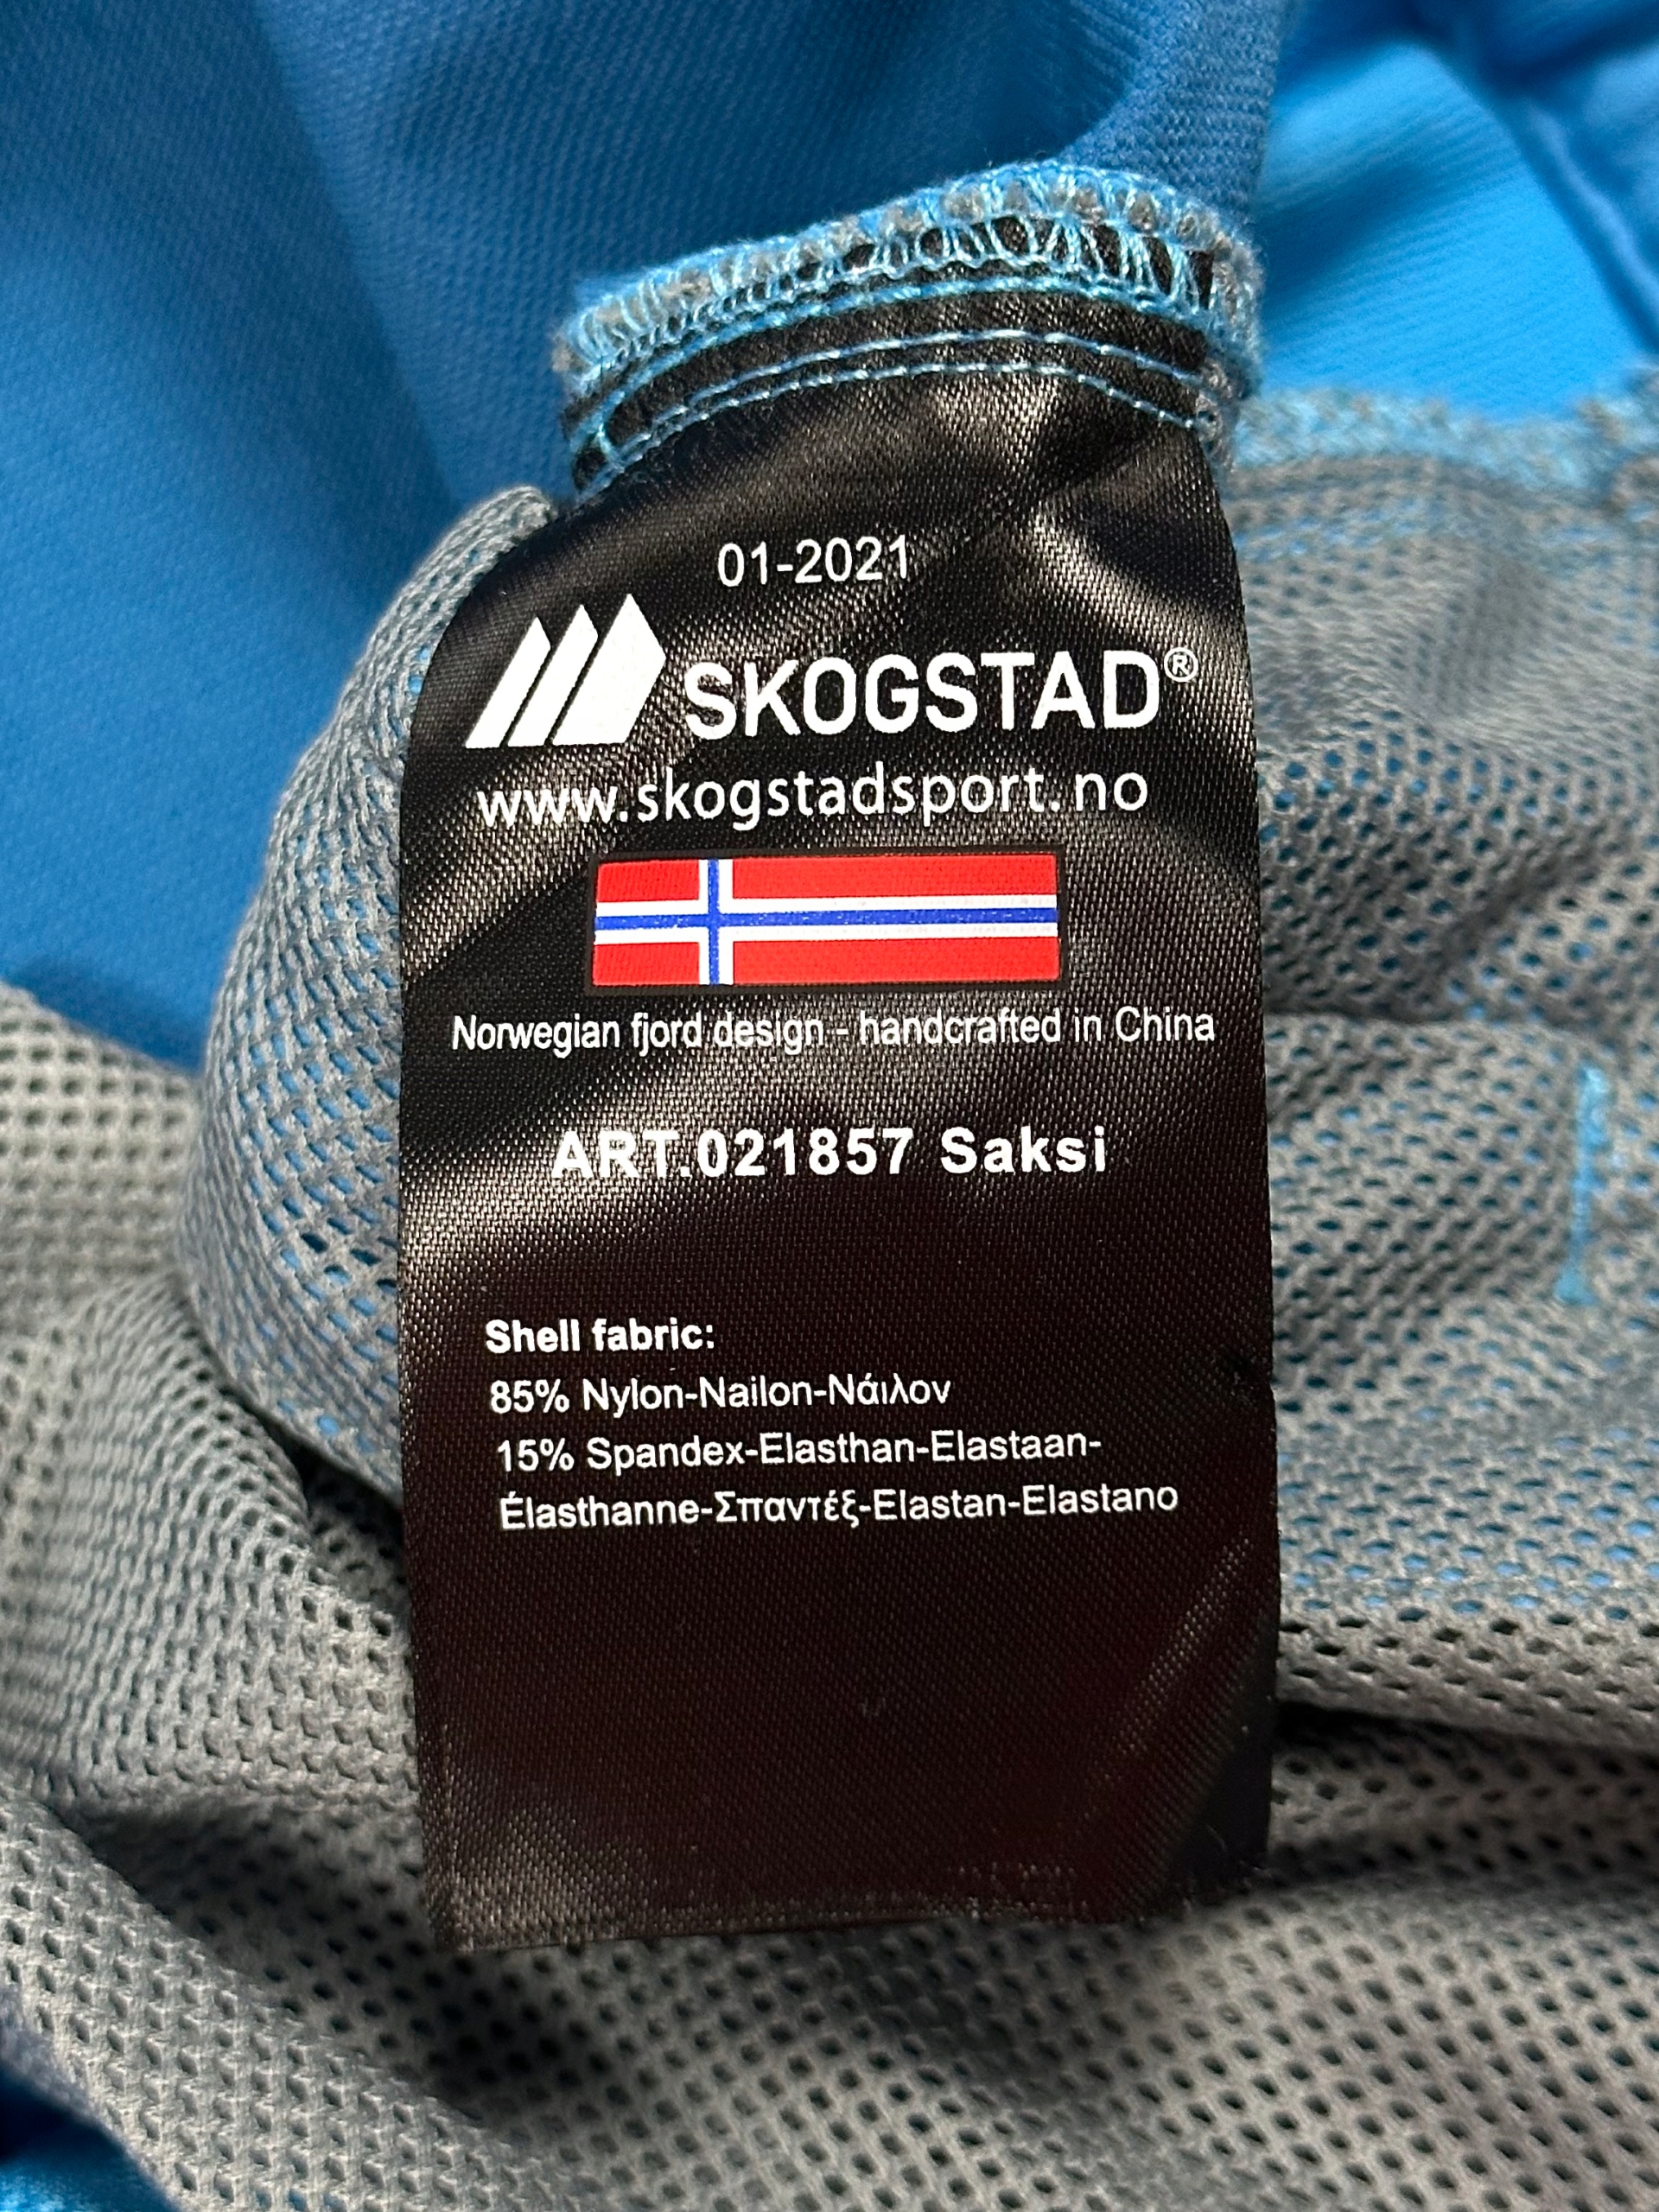 01-2021
SKOGSTAD®
www.skogstadsport.no
Norwegian fjord design - handcrafted in China
ART.021857 Saksi
Shell fabric:
85% Nylon-Nailon-Νάιλον
15% Spandex-Elasthan-Elastaan-
Élasthanne-Σπαντέξ-Elastan-Elastano